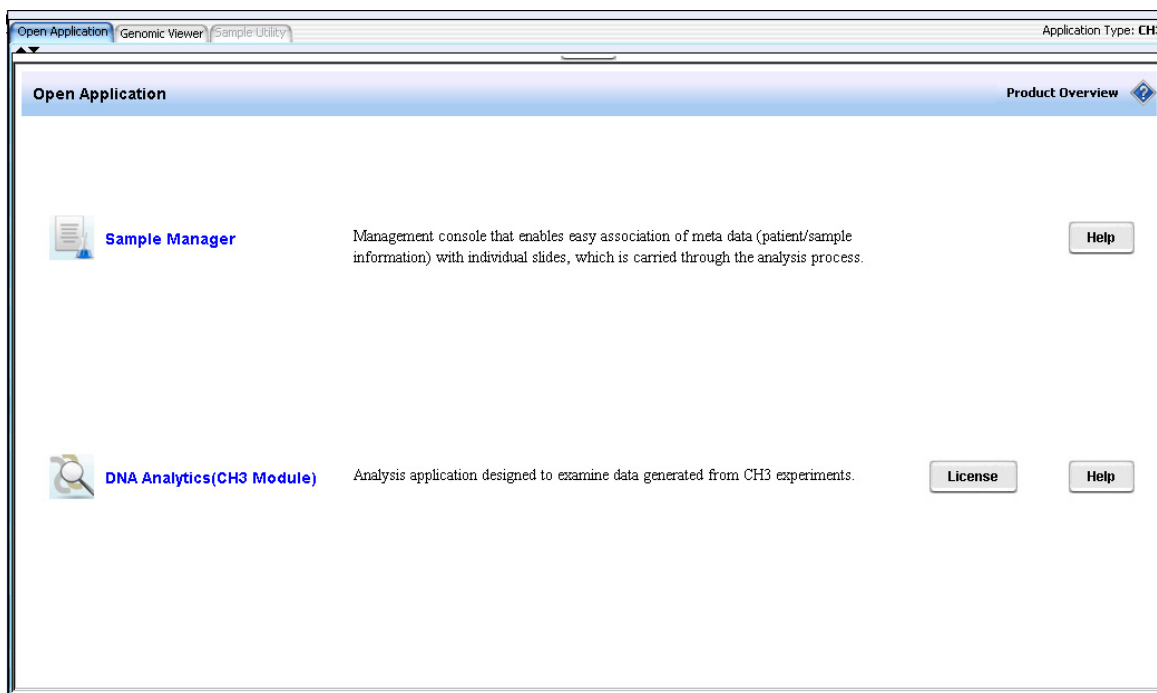 Open Application Genomic Viewer Sample Utility Application Type: CH3
Open Application Product Overview
Sample Manager
Management console that enables easy association of meta data (patient/sample
information) with individual slides, which is carried through the analysis process.
Help
DNA Analytics(CH3 Module)
Analysis application designed to examine data generated from CH3 experiments.
License
Help